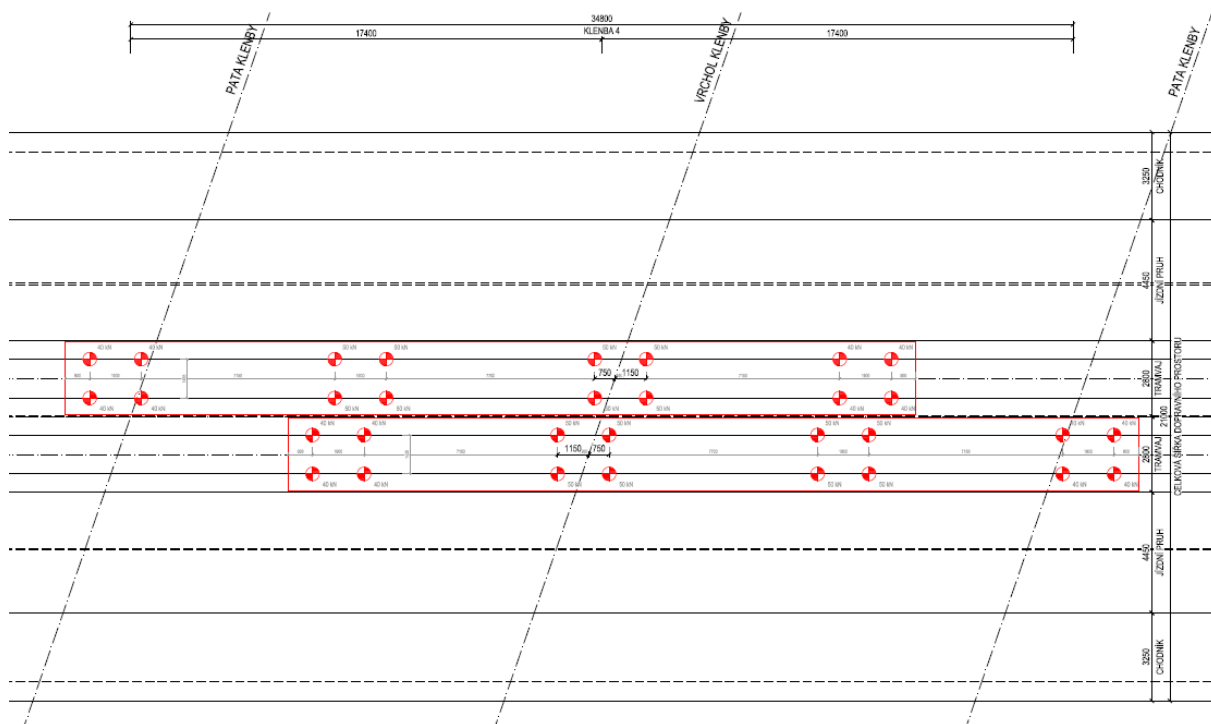 34800
17400
KLENBA 4
17400
PATA KLENBY
VRCHOL KLENBY
PATA KLENBY
3250
CHODNÍK
4450
JÍZDNÍ PRUH
40 kN
40 kN
50 kN
50 kN
50 kN
50 kN
40 kN
40 kN
750
1150
2800
TRAMVAJ
40 kN
40 kN
50 kN
50 kN
50 kN
50 kN
40 kN
40 kN
21000
CELKOVÁ ŠÍŘKA DOPRAVNÍHO PROSTORU
40 kN
40 kN
50 kN
50 kN
50 kN
50 kN
40 kN
40 kN
1150
750
2800
TRAMVAJ
40 kN
40 kN
50 kN
50 kN
50 kN
50 kN
40 kN
40 kN
4450
JÍZDNÍ PRUH
3250
CHODNÍK